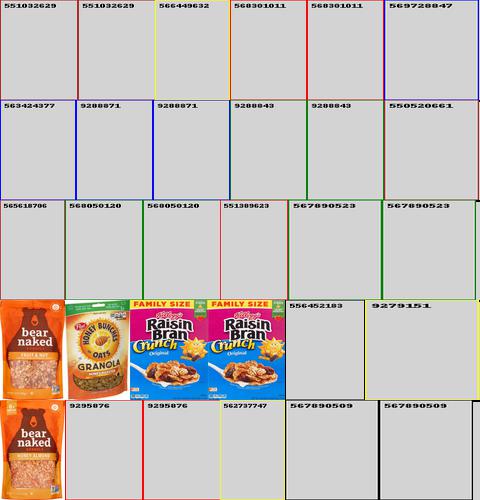 551032629 551032629 566449632 568301011 568301011 569728847
563424377 9288871 9288871 9288843 9288843 550520661
565618706 568050120 568050120 551389623 567890523 567890523
bear
naked
FRUIT & NUT
Post
HONEY BUNCHES
OF
OATS
GRANOLA
FAMILY SIZE
Kellogg's
Raisin
Bran
Crunch
Original
FAMILY SIZE
Kellogg's
Raisin
Bran
Crunch
Original
556452183 9279151
bear
naked
GRANOLA
HONEY ALMOND
9295876 9295876 562737747 567890509 567890509